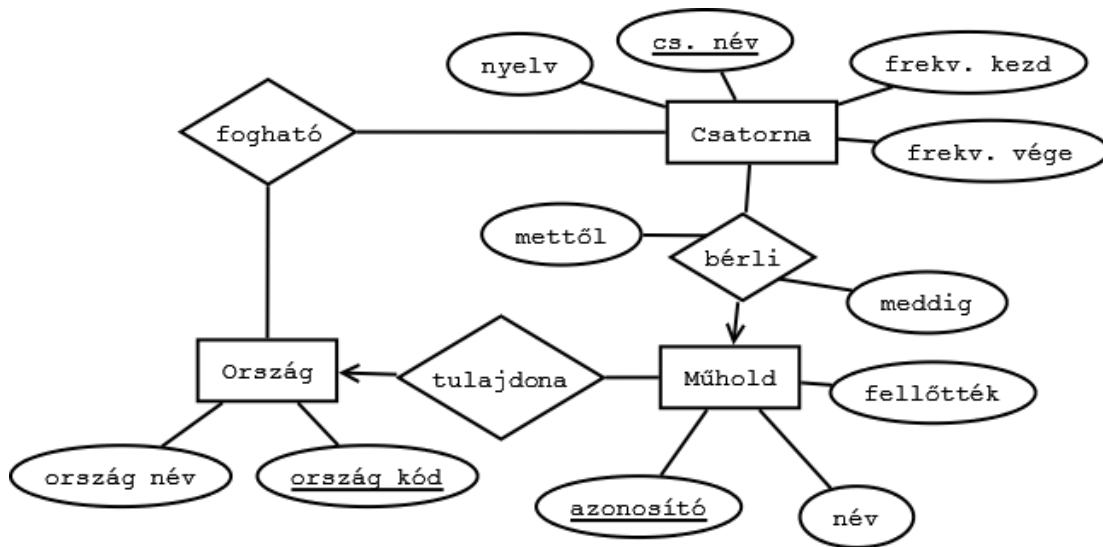 cs. név
nyelv
frekv. kezd
fogható
Csatorna
frekv. vége
mettől
bérli
meddig
Ország
tulajdona
Műhold
fellőtték
ország név
ország kód
azonosító
név